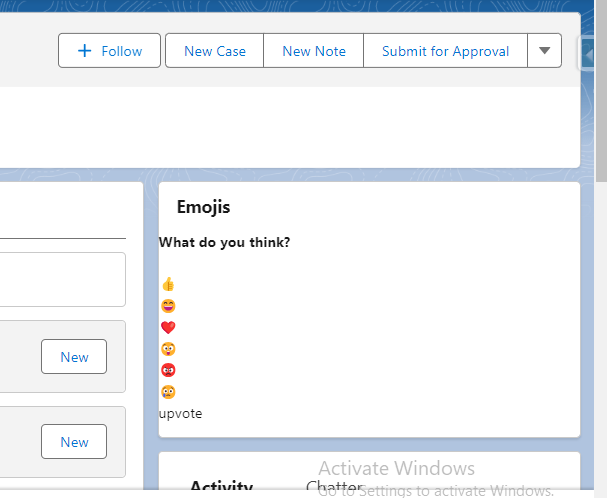 Follow
New Case
New Note
Submit for Approval
Emojis
What do you think?
👍
😄
❤️
😲
😡
😢
New
New
upvote
Activity
Chatter
Activate Windows
Go to Settings to activate Windows.